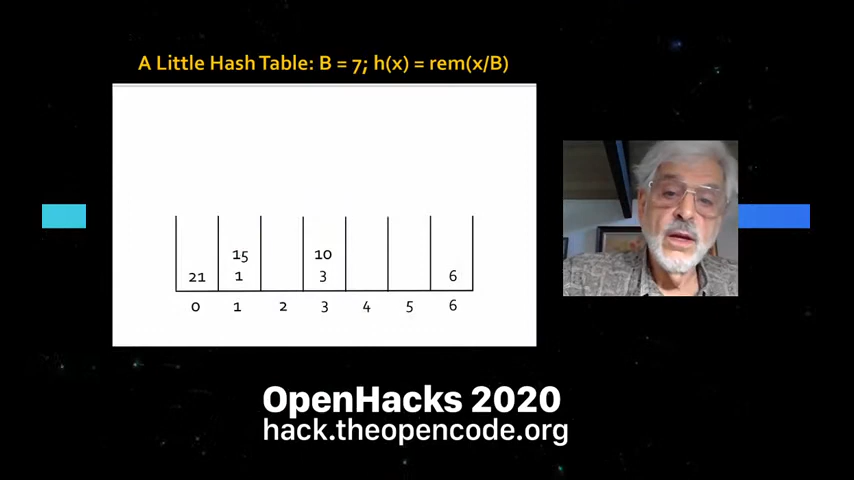 A Little Hash Table: B = 7; h(x) = rem(x/B)
15 10
21 1 3 6
0 1 2 3 4 5 6
OpenHacks 2020
hack.theopencode.org